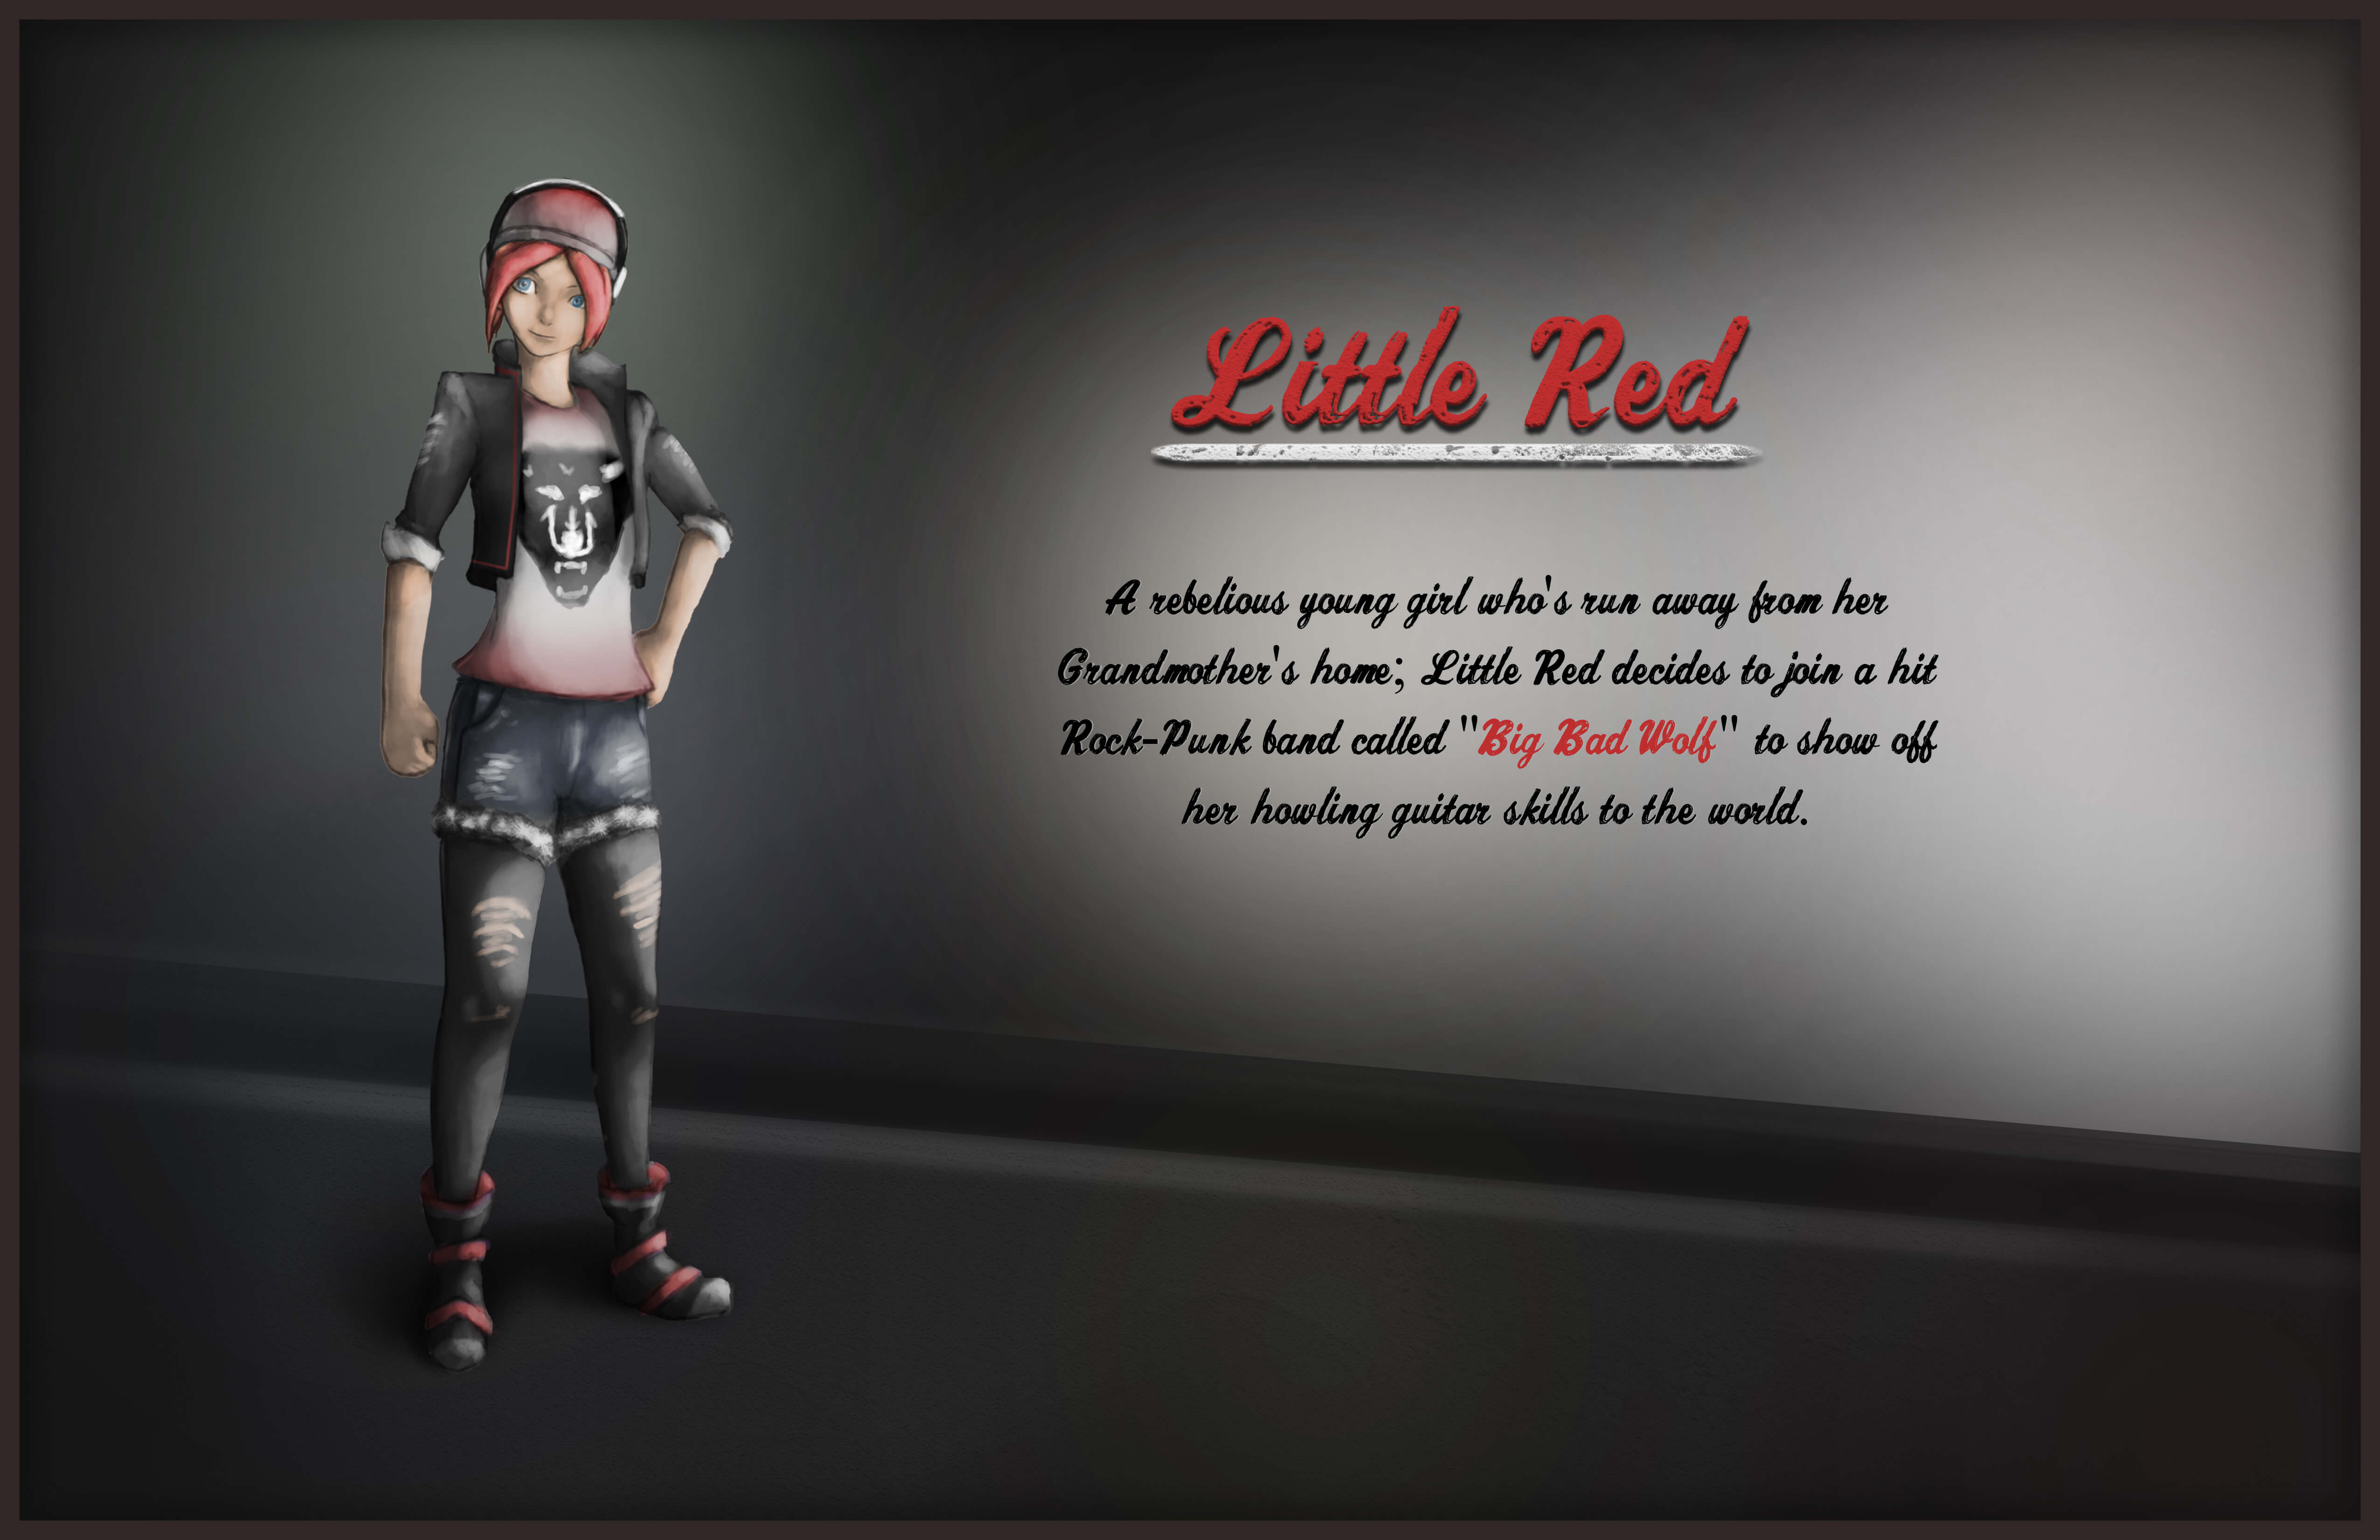 Little Red
A rebelious young girl who's run away from her
Grandmother's home; Little Red decides to join a hit
Rock-Punk band called "Big Bad Wolf" to show off
her howling guitar skills to the world.